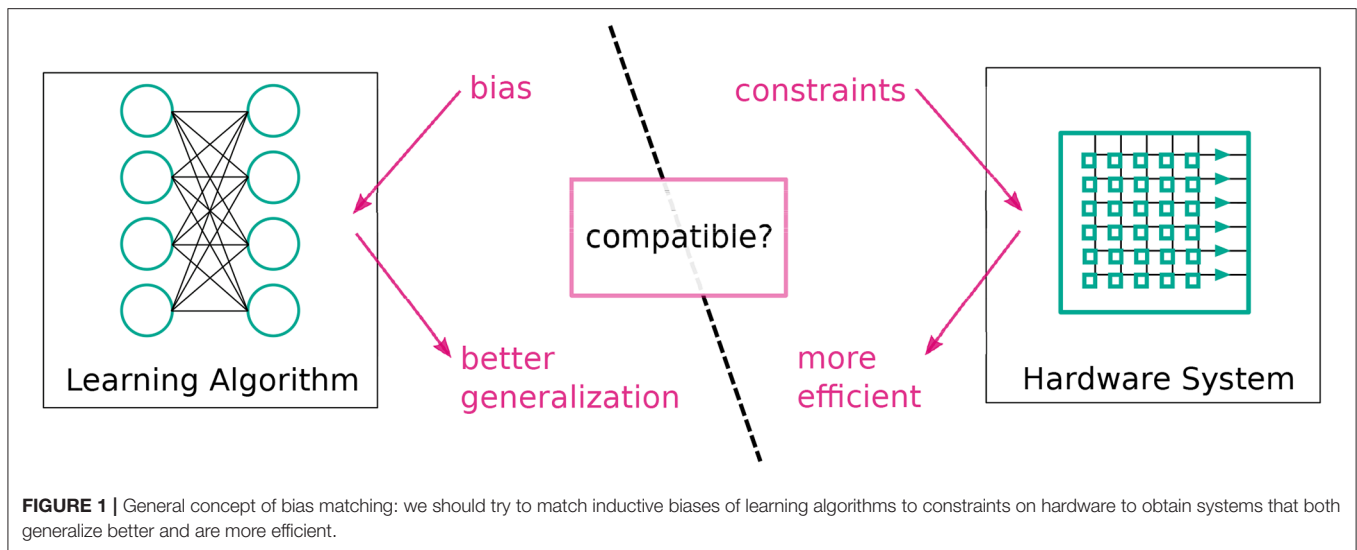 bias
constraints
compatible?
Learning Algorithm
better
generalization
more
efficient
Hardware System
FIGURE 1 | General concept of bias matching: we should try to match inductive biases of learning algorithms to constraints on hardware to obtain systems that both
generalize better and are more efficient.